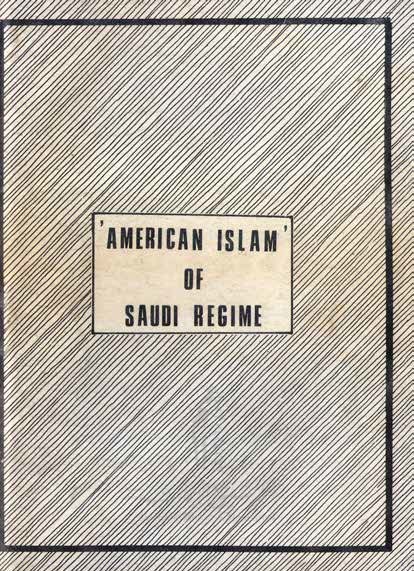 'AMERICAN ISLAM'
OF
SAUDI REGIME